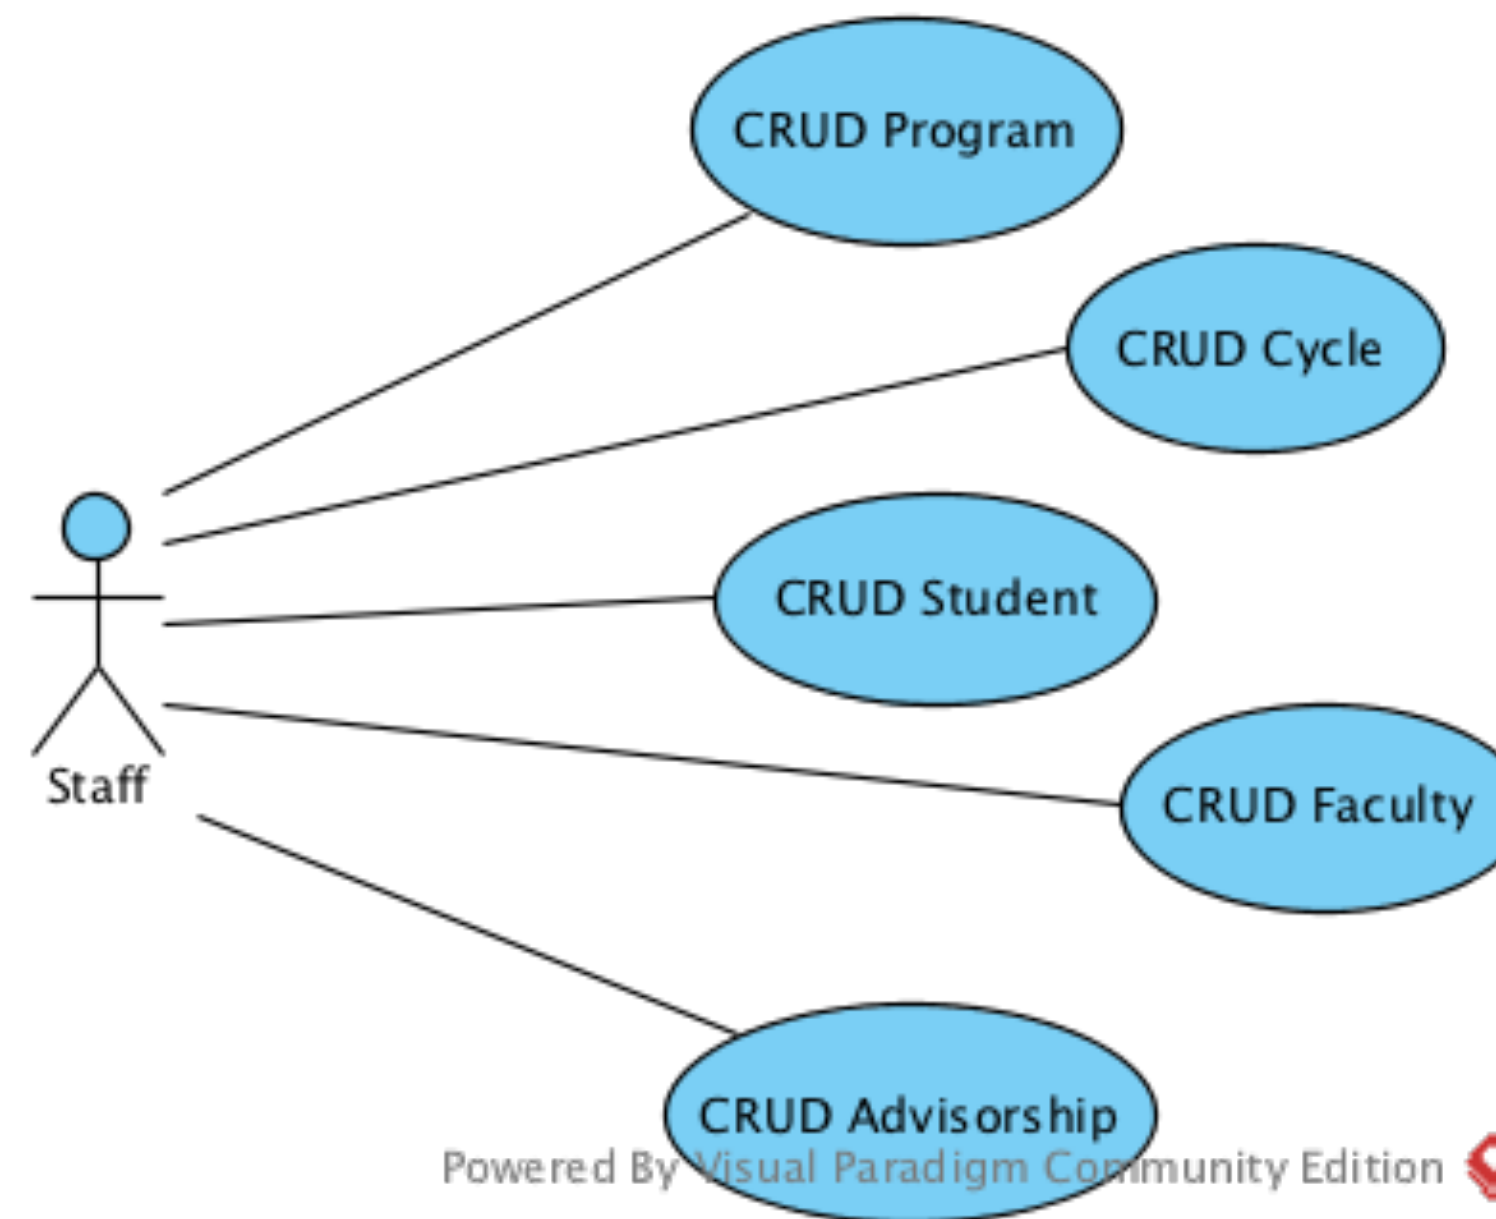 CRUD Program
CRUD Cycle
CRUD Student
Staff
CRUD Faculty
CRUD Advisorship
Powered By Visual Paradigm Community Edition